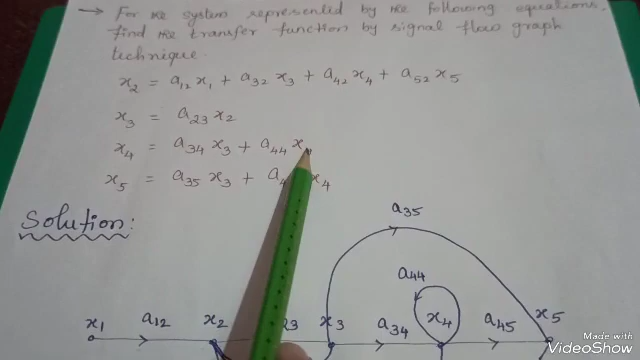 → For the system represented by the following equations,
find the transfer function by signal flow graph
technique.
x₂ = a₁₂ x₁ + a₃₂ x₃ + a₄₂ x₄ + a₅₂ x₅
x₃ = a₂₃ x₂
x₄ = a₃₄ x₃ + a₄₄ x
x₅ = a₃₅ x₃ + x₄
Solution:
a₃₅
a₄₄
x₁ a₁₂ x₂ x₃ a₃₄ x₄ a₄₅ x₅
Made with
VideoShow